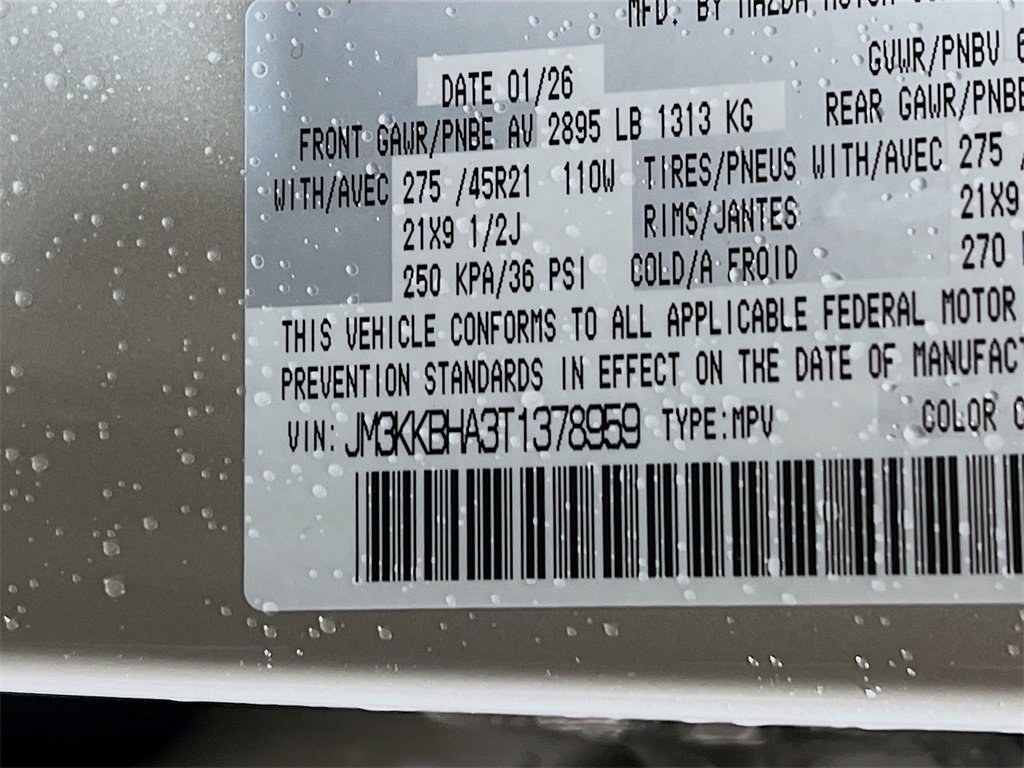 MFD. BY MAZDA MOTOR
DATE 01/26 GVWR/PNBV 6
FRONT GAWR/PNBE AV 2895 LB 1313 KG REAR GAWR/PNBE
WITH/AVEC 275 /45R21 110W TIRES/PNEUS WITH/AVEC 275 /
21X9 1/2J RIMS/JANTES 21X9
250 KPA/36 PSI COLD/A FROID 270
THIS VEHICLE CONFORMS TO ALL APPLICABLE FEDERAL MOTOR
PREVENTION STANDARDS IN EFFECT ON THE DATE OF MANUFACT
VIN: JM3KKBHA3T1378959 TYPE:MPV COLOR C